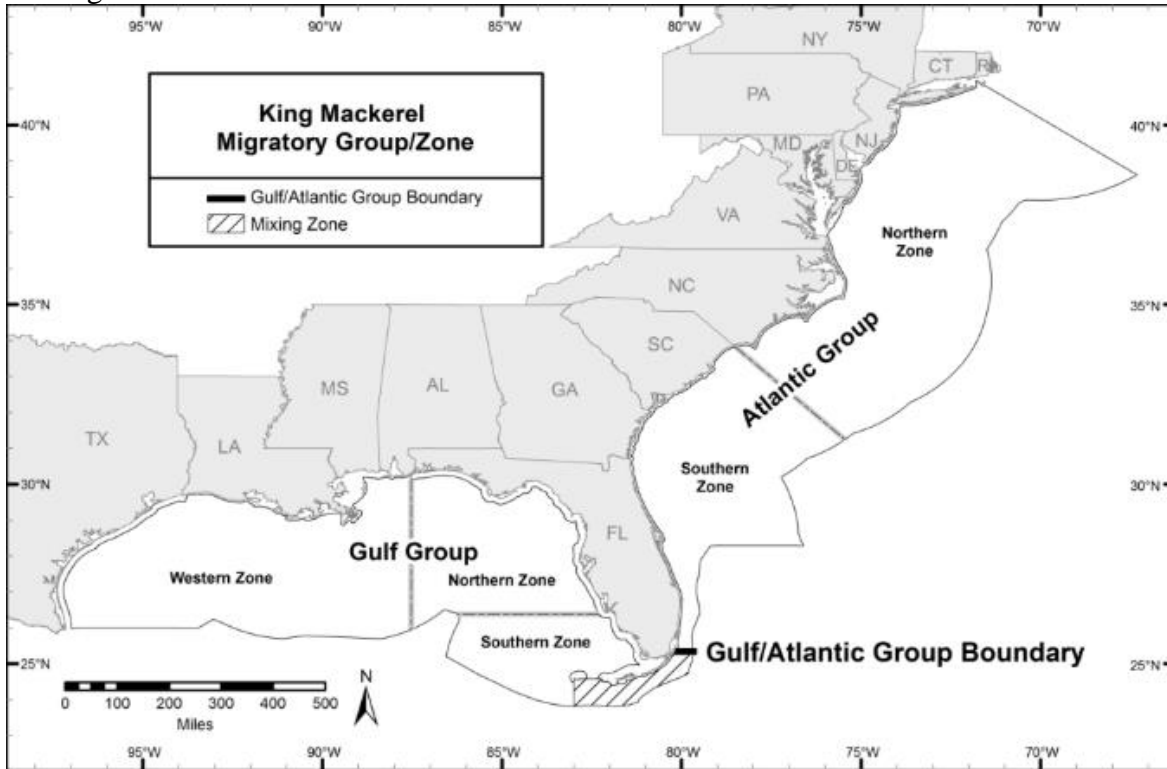 95°W 90°W 85°W 80°W 75°W 70°W
NY
CT
RI
PA
40°N
40°N
King Mackerel
Migratory Group/Zone
NJ
MD
DE
Gulf/Atlantic Group Boundary
Mixing Zone
VA
Northern
Zone
NC
35°N
35°N
SC
Atlantic Group
MS
AL
GA
TX
LA
Southern
Zone
30°N
30°N
FL
Gulf Group
Western Zone
Northern Zone
Southern Zone
Gulf/Atlantic Group Boundary
25°N
25°N
N
0 50 100 200 300 400 500
Miles
95°W 90°W 85°W 80°W 75°W 70°W